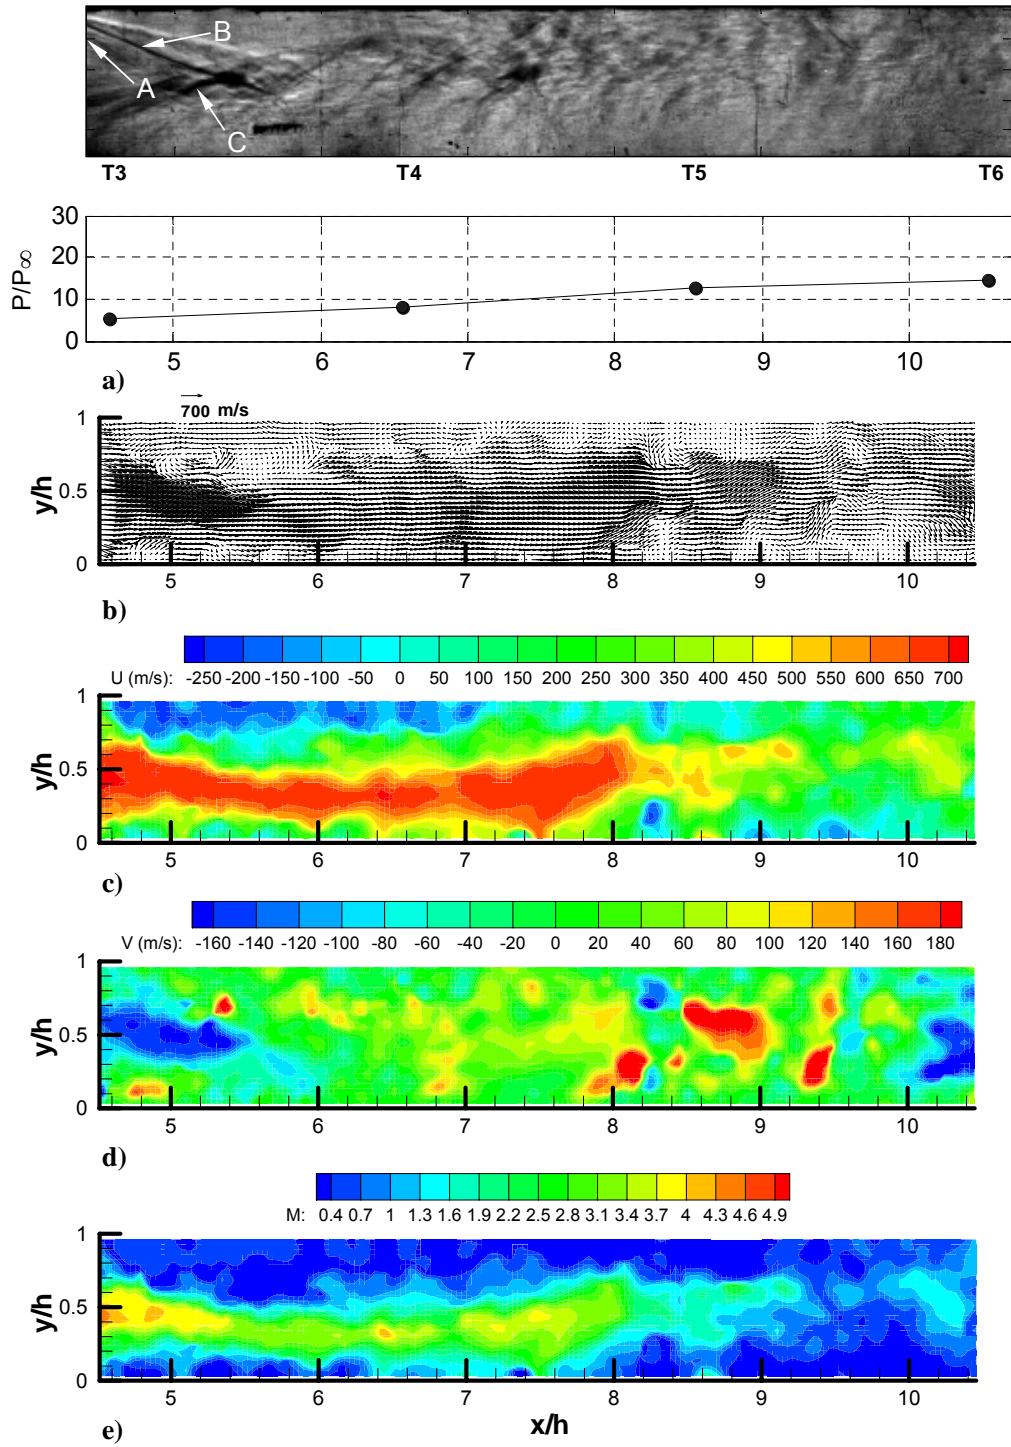 A
B
C
T3 T4 T5 T6
30
20
10
0
P/P∞
5 6 7 8 9 10
a)
700 m/s
1
0.5
0
y/h
5 6 7 8 9 10
b)
U (m/s): -250 -200 -150 -100 -50 0 50 100 150 200 250 300 350 400 450 500 550 600 650 700
1
0.5
0
y/h
5 6 7 8 9 10
c)
V (m/s): -160 -140 -120 -100 -80 -60 -40 -20 0 20 40 60 80 100 120 140 160 180
1
0.5
0
y/h
5 6 7 8 9 10
d)
M: 0.4 0.7 1 1.3 1.6 1.9 2.2 2.5 2.8 3.1 3.4 3.7 4 4.3 4.6 4.9
1
0.5
0
y/h
5 6 7 8 9 10
e)
x/h